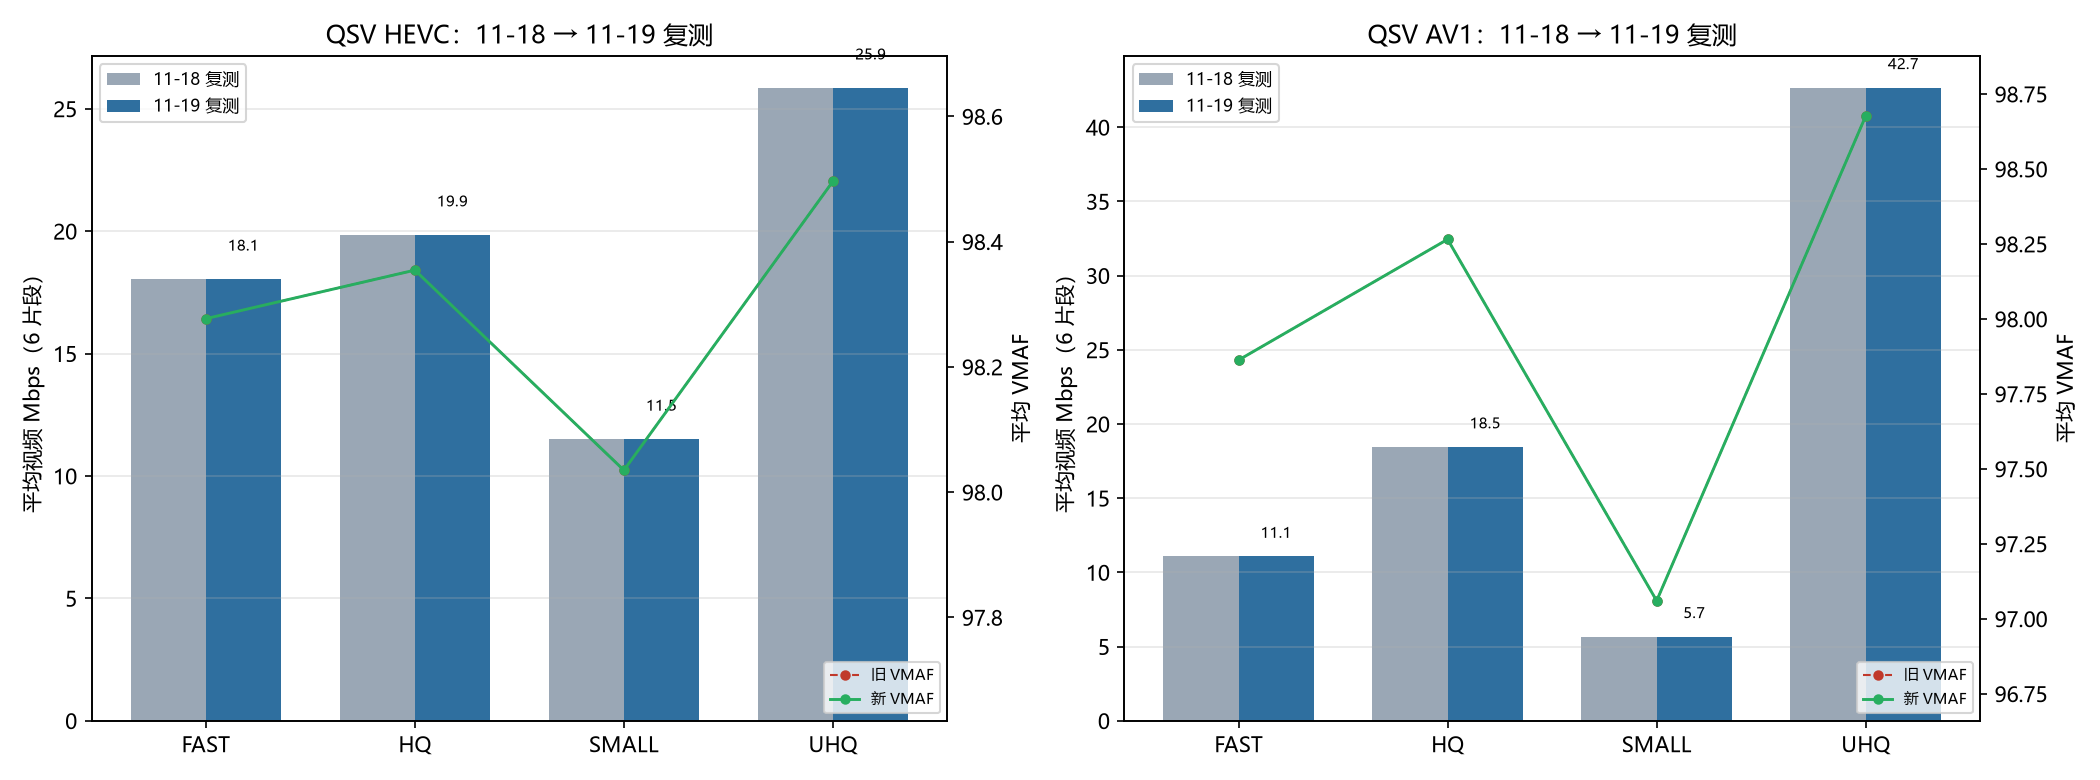 QSV HEVC：11-18 → 11-19 复测
11-18 复测
11-19 复测
平均视频 Mbps（6 片段）
25
20
15
10
5
0
18.1
19.9
11.5
25.9
98.6
98.4
98.2
98.0
97.8
平均 VMAF
旧 VMAF
新 VMAF
FAST
HQ
SMALL
UHQ
QSV AV1：11-18 → 11-19 复测
11-18 复测
11-19 复测
平均视频 Mbps（6 片段）
40
35
30
25
20
15
10
5
0
11.1
18.5
5.7
42.7
98.75
98.50
98.25
98.00
97.75
97.50
97.25
97.00
96.75
平均 VMAF
旧 VMAF
新 VMAF
FAST
HQ
SMALL
UHQ